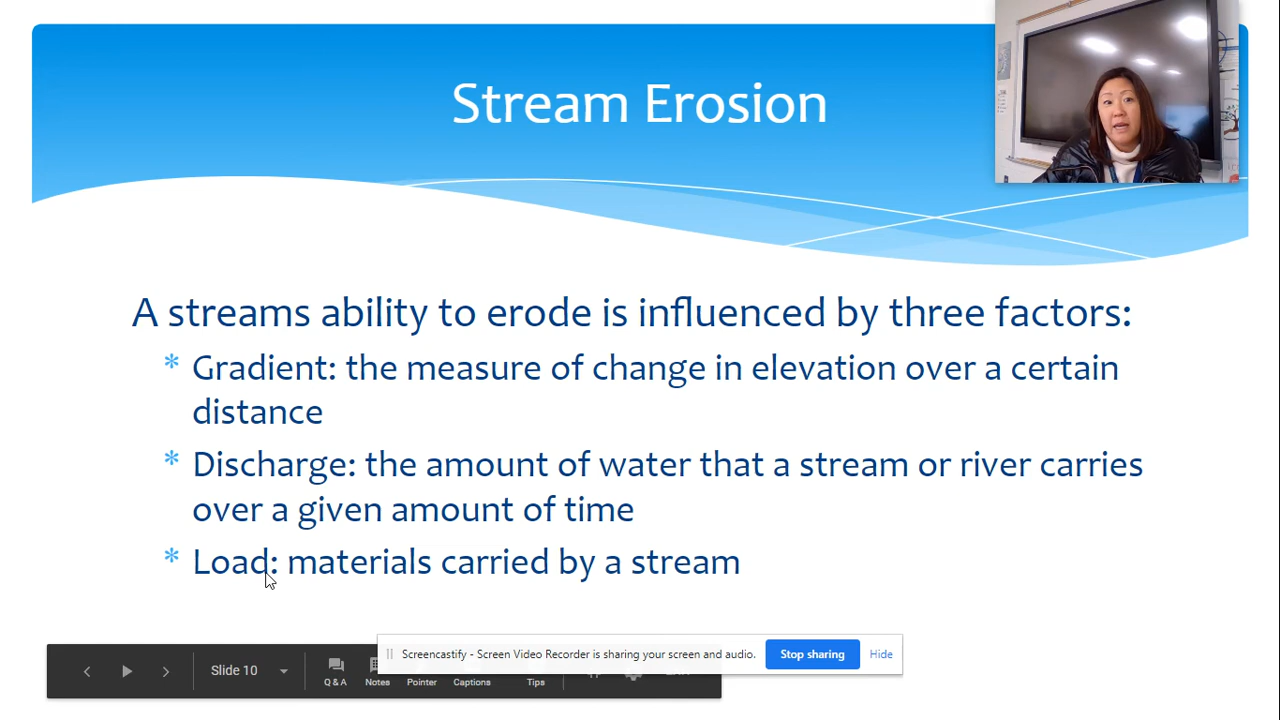 Stream Erosion
A streams ability to erode is influenced by three factors:
* Gradient: the measure of change in elevation over a certain
distance
* Discharge: the amount of water that a stream or river carries
over a given amount of time
* Load: materials carried by a stream
Screencastify - Screen Video Recorder is sharing your screen and audio. Stop sharing Hide
Slide 10
Q & A Notes Pointer Captions Tips